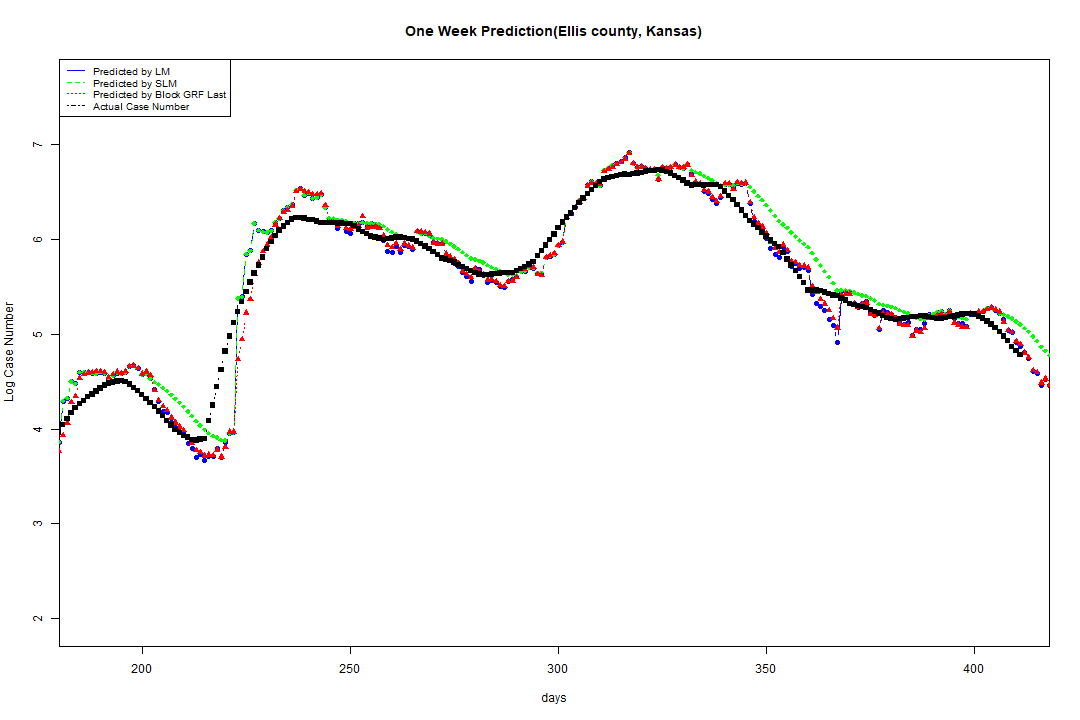 One Week Prediction(Ellis county, Kansas)
Predicted by LM
Predicted by SLM
Predicted by Block GRF Last
Actual Case Number
Log Case Number
7
6
5
4
3
2
200 250 300 350 400
days